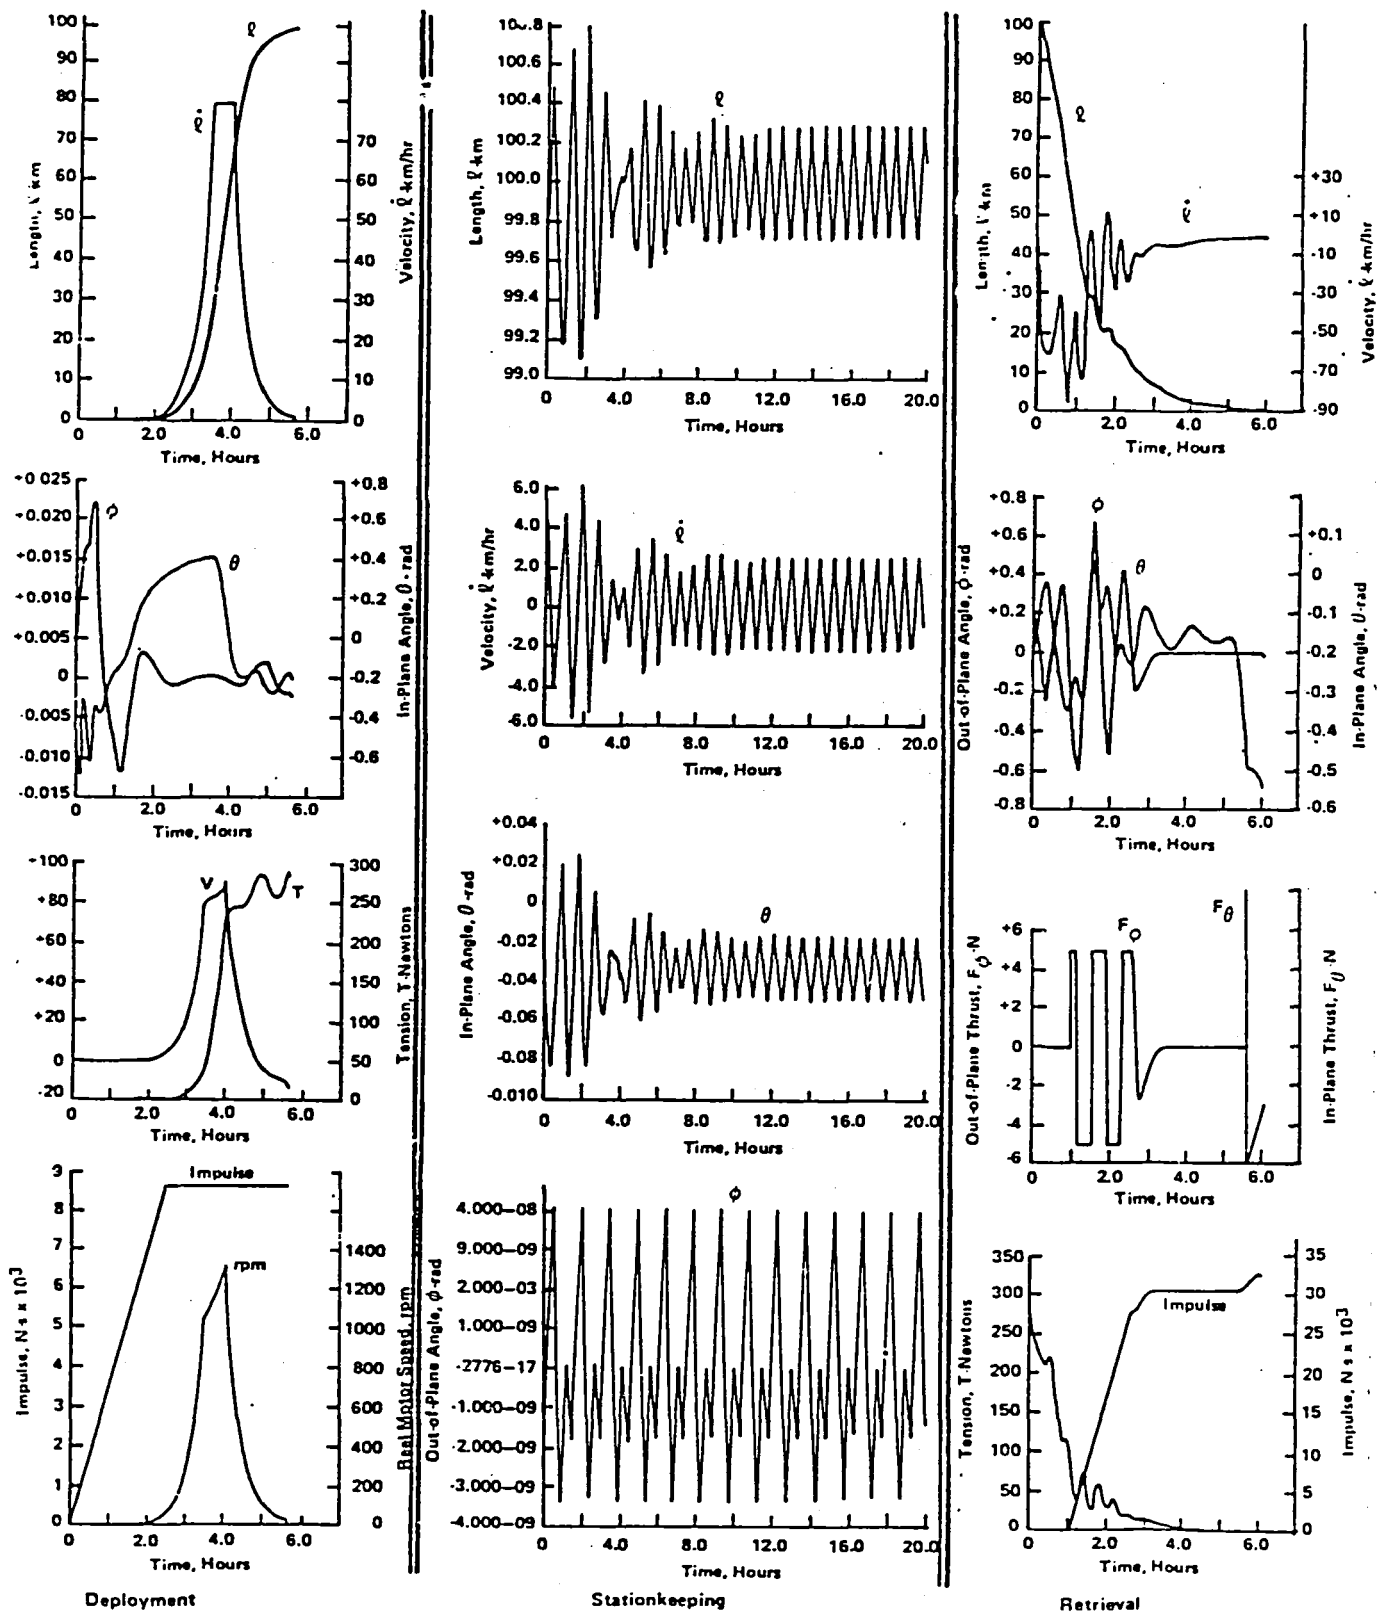 100
90
80
70
60
50
40
30
20
10
0
Length, ℓ km
ℓ
ℓ̇
70
60
50
40
30
20
10
0
Velocity, ℓ̇ km/hr
0 2.0 4.0 6.0
Time, Hours
+0.025
+0.020
+0.015
+0.010
+0.005
0
-0.005
-0.010
-0.015
ϕ
θ
+0.8
+0.6
+0.4
+0.2
0
-0.2
-0.4
-0.6
In-Plane Angle, θ - rad
0 2.0 4.0 6.0
Time, Hours
+100
+80
+60
+40
+20
0
-20
V
T
300
250
200
150
100
50
0
Tension, T-Newtons
0 2.0 4.0 6.0
Time, Hours
9
8
7
6
5
4
3
2
1
0
Impulse, N s x 10³
Impulse
rpm
1400
1200
1000
800
600
400
200
0
Reel Motor Speed, rpm
0 2.0 4.0 6.0
Time, Hours
Deployment
100.8
100.6
100.4
100.2
100.0
99.8
99.6
99.4
99.2
99.0
Length, ℓ-km
ℓ
0 4.0 8.0 12.0 16.0 20.0
Time, Hours
6.0
4.0
2.0
0
-2.0
-4.0
-6.0
Velocity, ℓ̇-km/hr
ℓ̇
0 4.0 8.0 12.0 16.0 20.0
Time, Hours
+0.04
+0.02
0
-0.02
-0.04
-0.06
-0.08
-0.010
In-Plane Angle, θ-rad
θ
0 4.0 8.0 12.0 16.0 20.0
Time, Hours
4.000—08
9.000—09
2.000—03
1.000—09
-2776-17
-1.000—09
-2.000—09
-3.000—09
-4.000—09
Out-of-Plane Angle, ϕ-rad
ϕ
0 4.0 8.0 12.0 16.0 20.0
Time, Hours
Stationkeeping
100
90
80
70
60
50
40
30
20
10
0
Length, ℓ-km
ℓ
ℓ̇
+30
+10
-10
-30
-50
-70
-90
Velocity, ℓ̇ km/hr
0 2.0 4.0 6.0
Time, Hours
+0.8
+0.6
+0.4
+0.2
0
-0.2
-0.4
-0.6
-0.8
Out-of-Plane Angle, ϕ-rad
ϕ
θ
+0.1
0
-0.1
-0.2
-0.3
-0.4
-0.5
-0.6
In-Plane Angle, θ-rad
0 2.0 4.0 6.0
Time, Hours
+6
+4
+2
0
-2
-4
-6
Out-of-Plane Thrust, Fϕ-N
Fϕ
Fθ
In-Plane Thrust, Fθ-N
0 2.0 4.0 6.0
Time, Hours
350
300
250
200
150
100
50
0
Tension, T-Newtons
Impulse
35
30
25
20
15
10
5
0
Impulse, N s x 10³
0 2.0 4.0 6.0
Time, Hours
Retrieval